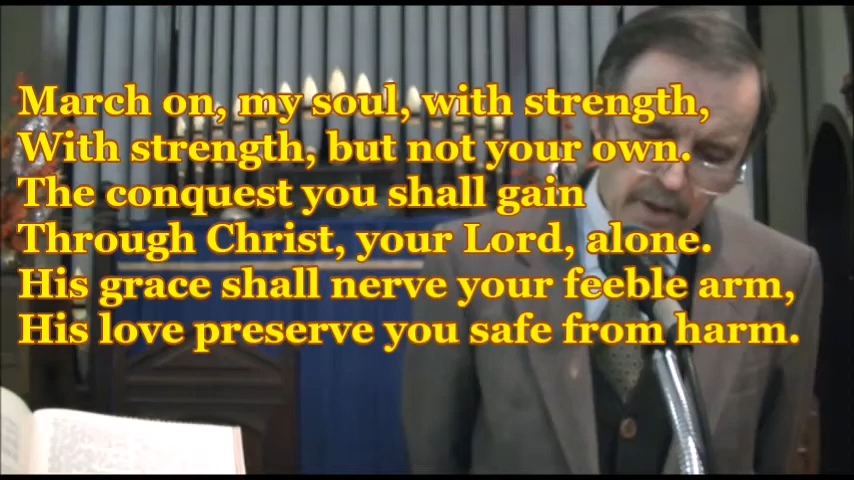 March on, my soul, with strength,
With strength, but not your own.
The conquest you shall gain
Through Christ, your Lord, alone.
His grace shall nerve your feeble arm,
His love preserve you safe from harm.